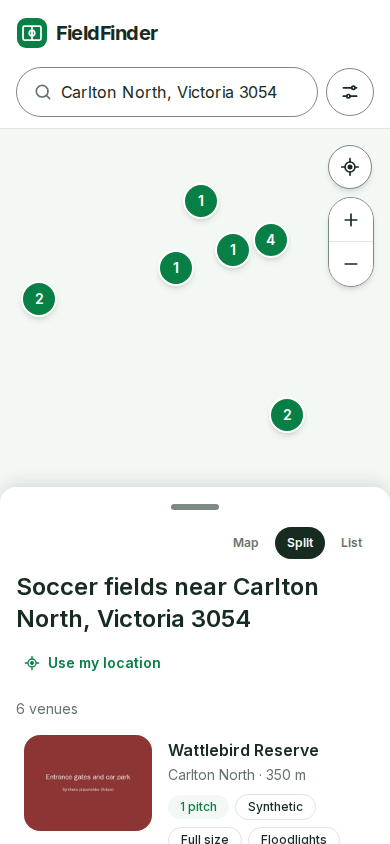 FieldFinder
Carlton North, Victoria 3054
1
4
1
1
2
2
Map Split List
Soccer fields near Carlton
North, Victoria 3054
Use my location
6 venues
Wattlebird Reserve
Carlton North · 350 m
1 pitch Synthetic
Full size Floodlights
Entrance gates and car park